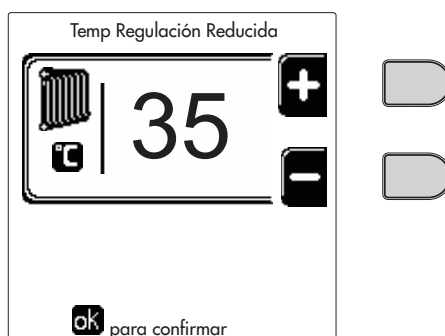 Temp Regulación Reducida
+
35
°C
-
ok para confirmar